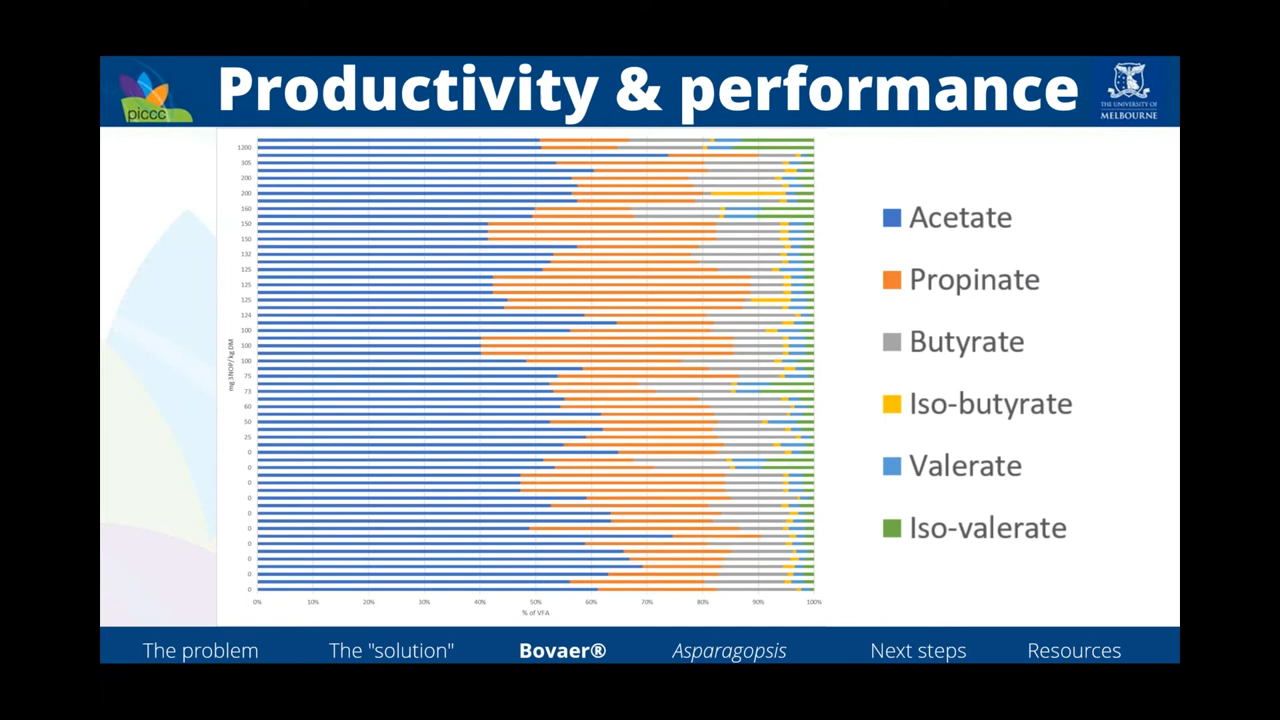 Productivity & performance
piccc
THE UNIVERSITY OF
MELBOURNE
1200
305
200
200
160
150
150
132
125
125
125
124
100
100
100
75
73
60
50
25
0
0
0
0
0
0
0
0
0
0
mg 3NOP/ kg DM
0% 10% 20% 30% 40% 50% 60% 70% 80% 90% 100%
% of VFA
Acetate
Propinate
Butyrate
Iso-butyrate
Valerate
Iso-valerate
The problem The "solution" Bovaer® Asparagopsis Next steps Resources